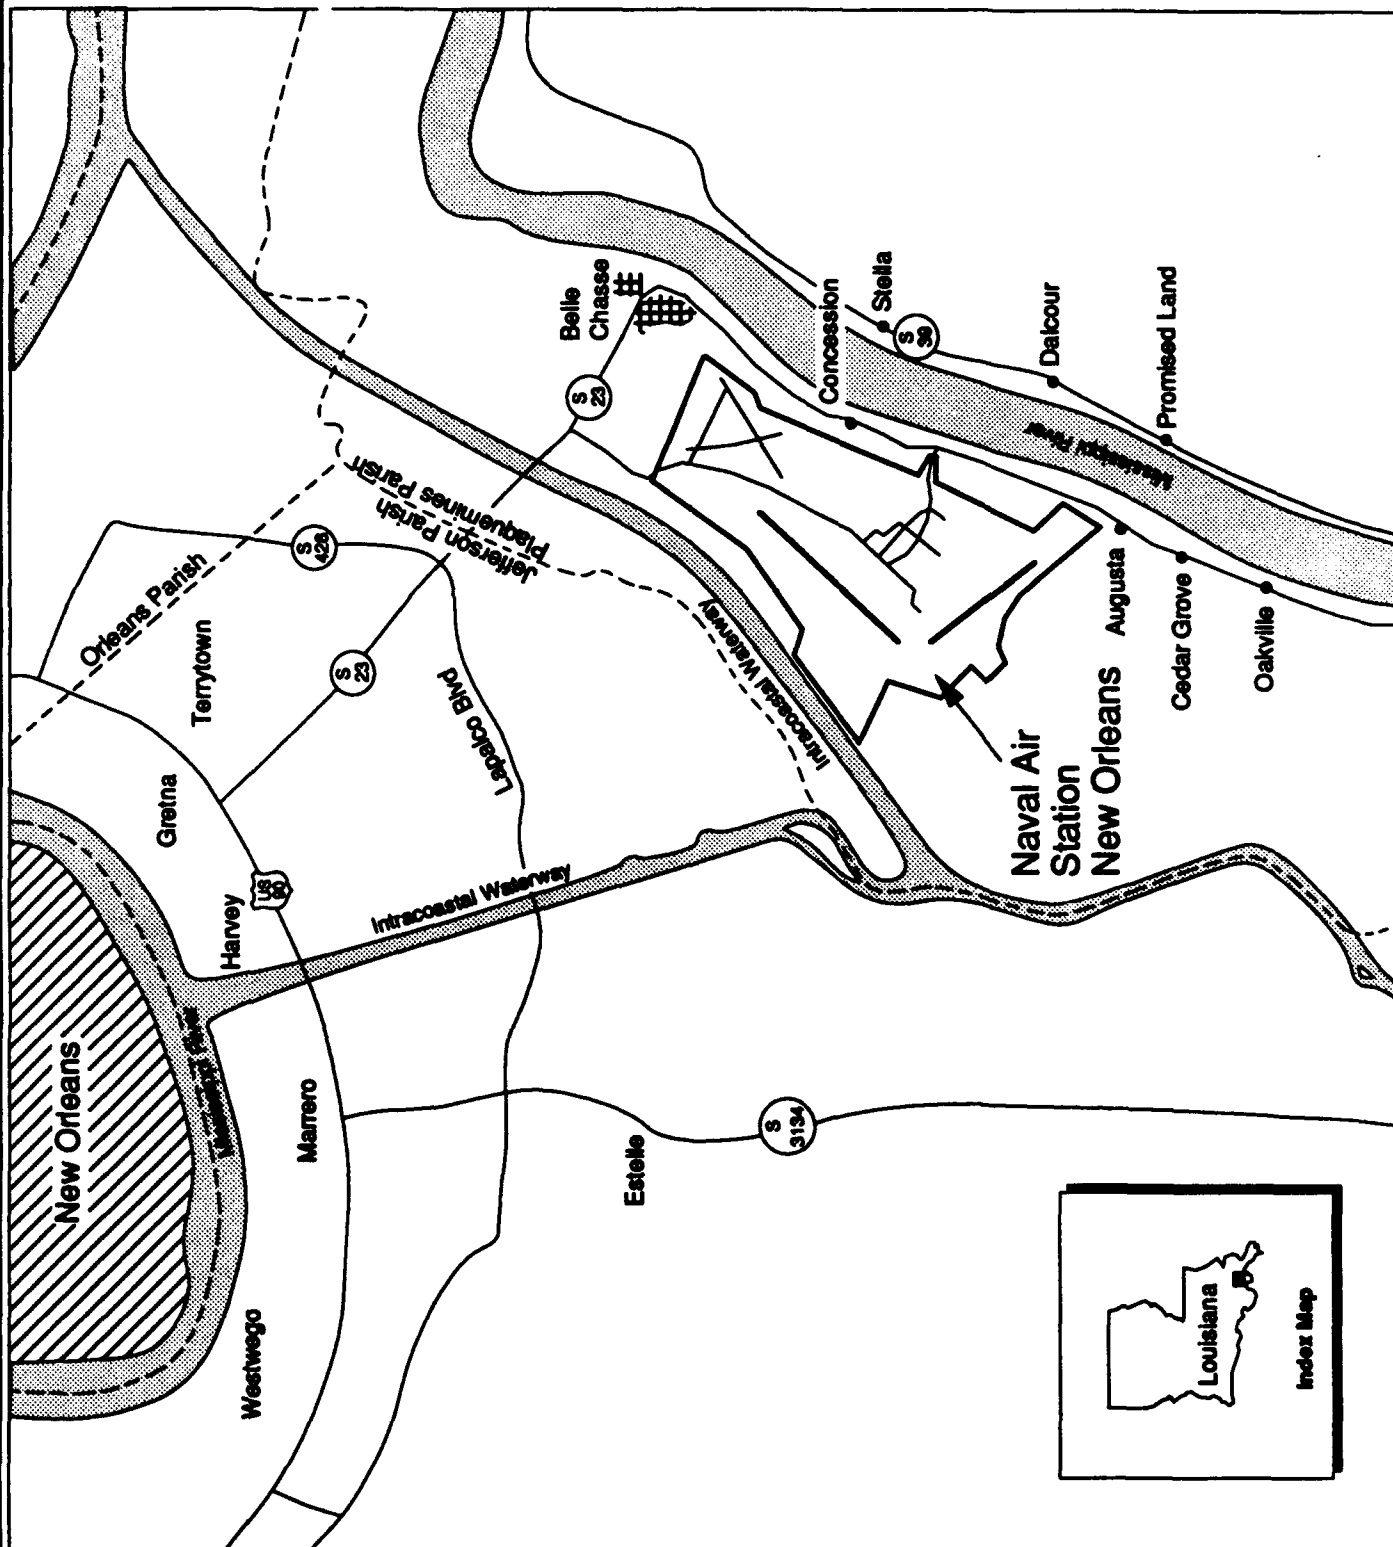 New Orleans
Mississippi River
Westwego
Marrero
Harvey
US
90
Gretna
Terrytown
Orleans Parish
S
428
S
23
Lapalco Blvd
Jefferson Parish
Plaquemines Parish
Intracoastal Waterway
Estelle
S
3134
Intracoastal Waterway
S
23
Belle
Chasse
Concession
Stella
S
39
Dalcour
Promised Land
Mississippi River
Augusta
Cedar Grove
Oakville
Naval Air
Station
New Orleans
Louisiana
Index Map